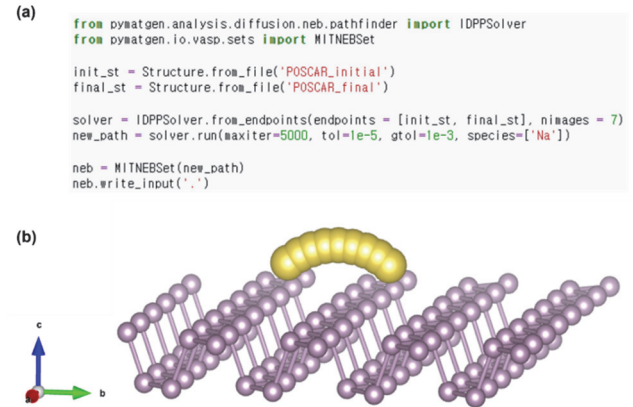 (a)
from pymatgen.analysis.diffusion.neb.pathfinder import IDPPSolver
from pymatgen.io.vasp.sets import MITNEBSet
init_st = Structure.from_file('POSCAR_initial')
final_st = Structure.from_file('POSCAR_final')
solver = IDPPSolver.from_endpoints(endpoints = [init_st, final_st], nimages = 7)
new_path = solver.run(maxiter=5000, tol=1e-5, gtol=1e-3, species=['Na'])
neb = MITNEBSet(new_path)
neb.write_input('.')
(b)
c
b